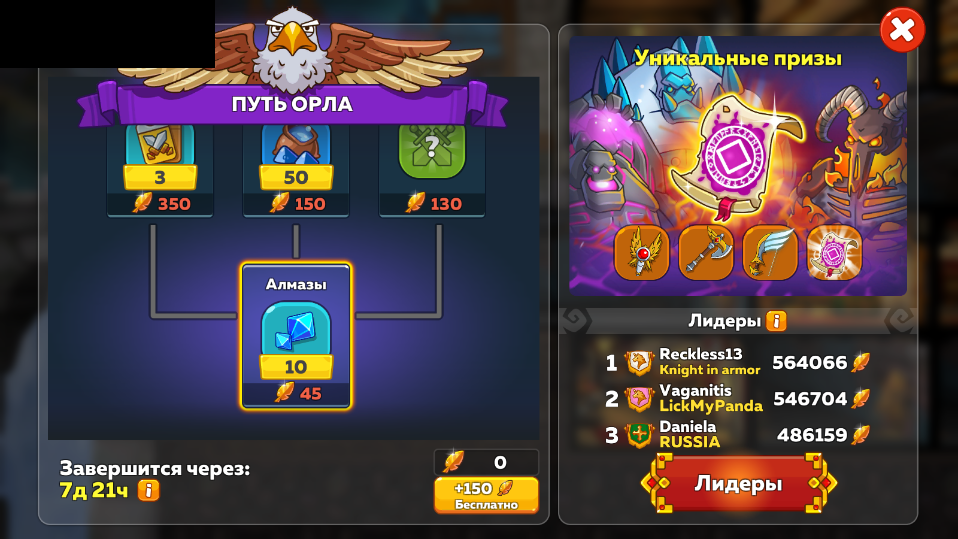 ПУТЬ ОРЛА
3
50
?
350
150
130
Алмазы
10
45
Завершится через:
7д 21ч
0
+150
Бесплатно
Уникальные призы
Лидеры
1 Reckless13 564066
Knight in armor
2 Vaganitis 546704
LickMyPanda
3 Daniela 486159
RUSSIA
Лидеры